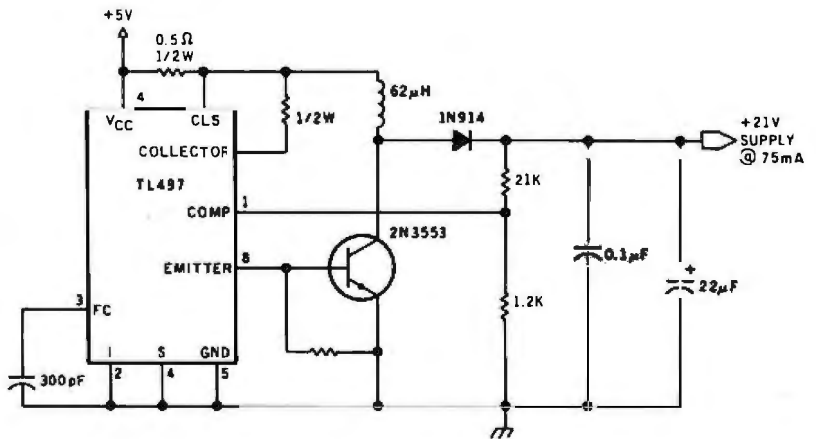 +5V
0.5Ω
1/2W
4
VCC
CLS
1/2W
62μH
1N914
+21V
SUPPLY
@ 75mA
COLLECTOR
TL497
21K
COMP
1
2N3553
EMITTER
8
0.1μF
+
22μF
3
FC
1.2K
300pF
I
S
GND
2
4
5